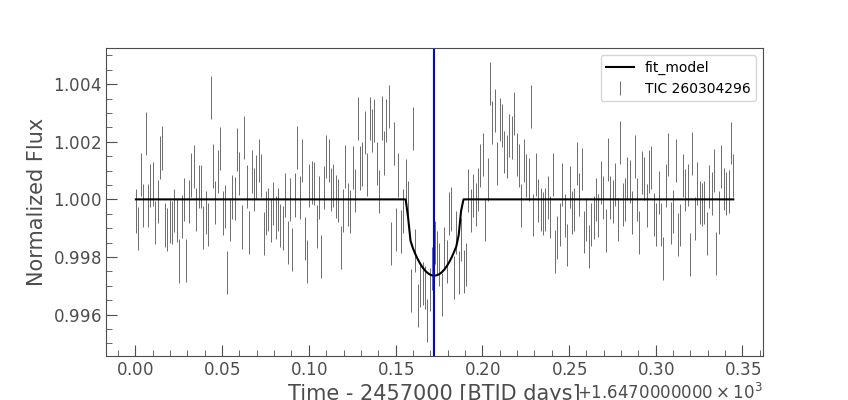 fit_model
TIC 260304296
Normalized Flux
1.004
1.002
1.000
0.998
0.996
0.00 0.05 0.10 0.15 0.20 0.25 0.30 0.35
Time - 2457000 [BTJD days]
+1.6470000000 × 10³